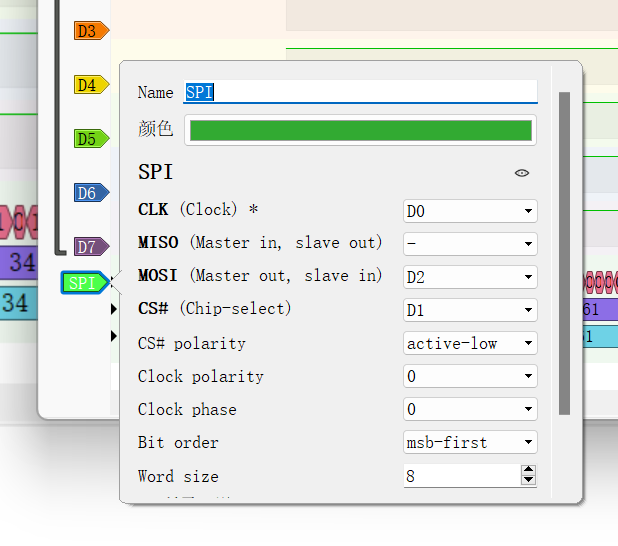 D3
D4
D5
D6
D7
SPI
34
34
61
Name SPI
颜色
SPI
CLK (Clock) * D0
MISO (Master in, slave out) -
MOSI (Master out, slave in) D2
CS# (Chip-select) D1
CS# polarity active-low
Clock polarity 0
Clock phase 0
Bit order msb-first
Word size 8